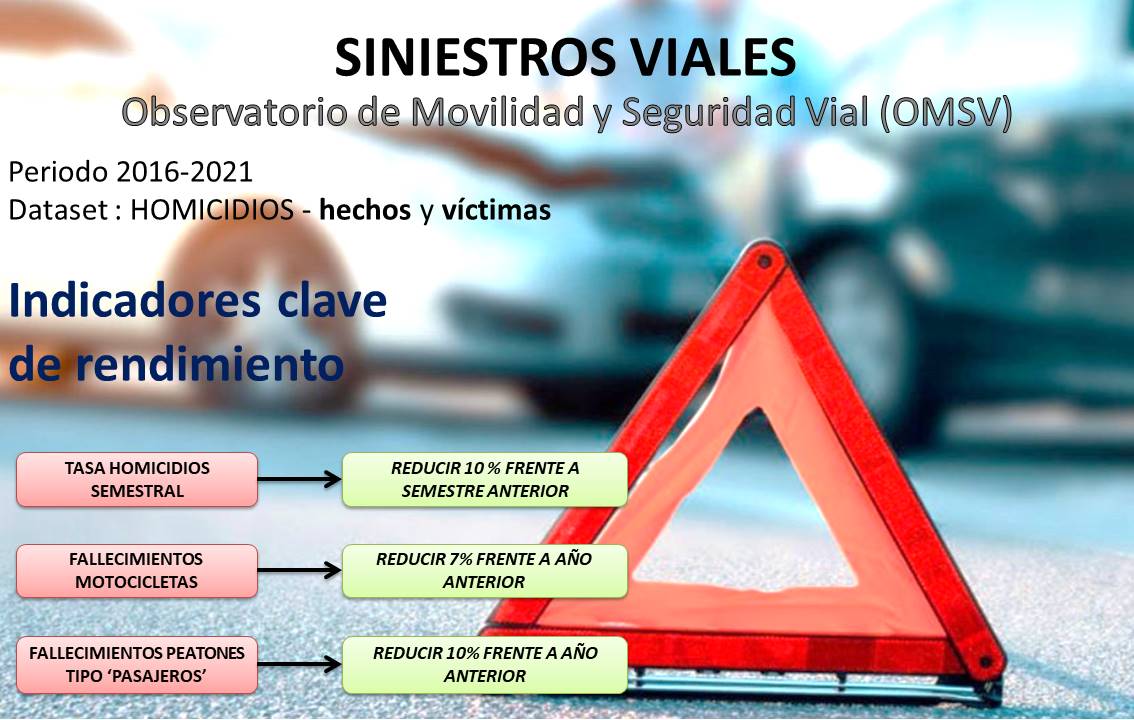 SINIESTROS VIALES
Observatorio de Movilidad y Seguridad Vial (OMSV)
Periodo 2016-2021
Dataset : HOMICIDIOS - hechos y víctimas
Indicadores clave
de rendimiento
TASA HOMICIDIOS
SEMESTRAL
REDUCIR 10 % FRENTE A
SEMESTRE ANTERIOR
FALLECIMIENTOS
MOTOCICLETAS
REDUCIR 7% FRENTE A AÑO
ANTERIOR
FALLECIMIENTOS PEATONES
TIPO ‘PASAJEROS’
REDUCIR 10% FRENTE A AÑO
ANTERIOR